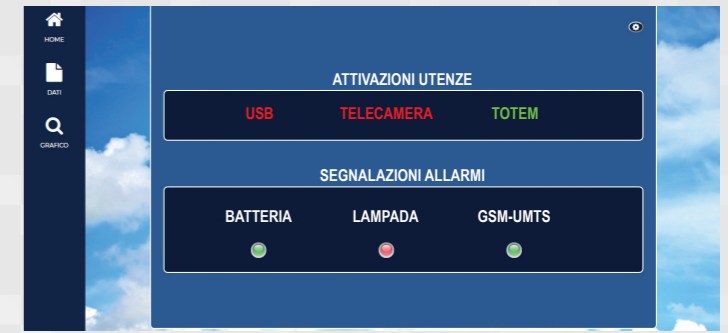 HOME
DATI
GRAFICO
ATTIVAZIONI UTENZE
USB TELECAMERA TOTEM
SEGNALAZIONI ALLARMI
BATTERIA LAMPADA GSM-UMTS